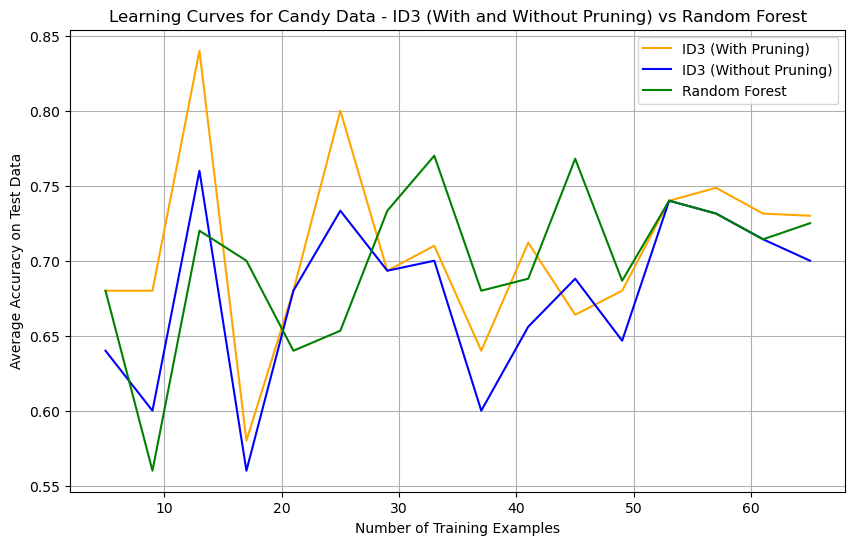 Learning Curves for Candy Data - ID3 (With and Without Pruning) vs Random Forest
ID3 (With Pruning)
ID3 (Without Pruning)
Random Forest
Average Accuracy on Test Data
0.85
0.80
0.75
0.70
0.65
0.60
0.55
10 20 30 40 50 60
Number of Training Examples